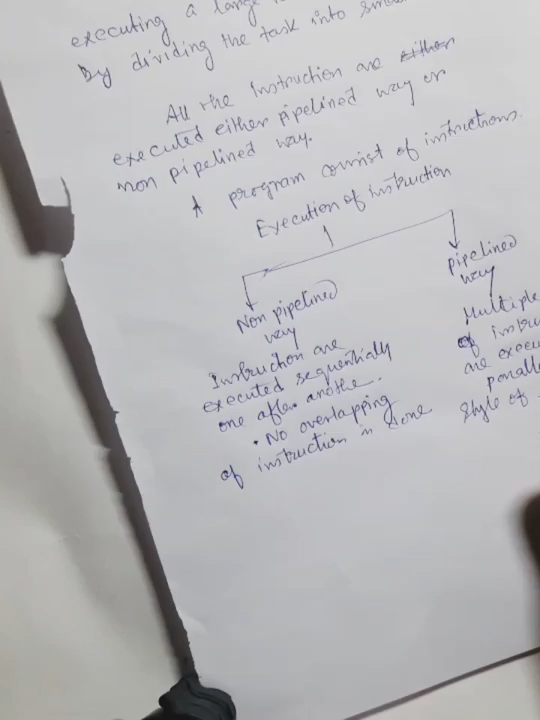 executing a large
By dividing the task into
All the instruction are either
executed either pipelined way or
non pipelined way.
A program consist of instructions.
Execution of instruction
Non pipelined
way
Instruction are
executed sequentially
one after another.
• No overlapping
of instruction is done
Pipelined
way
Multiple
of
are
style of